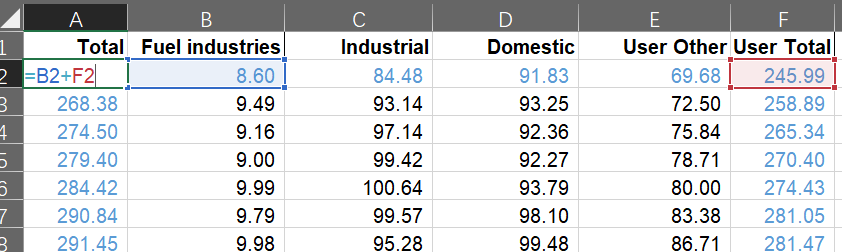 A B C D E F
1 Total Fuel industries Industrial Domestic User Other User Total
2 =B2+F2 8.60 84.48 91.83 69.68 245.99
3 268.38 9.49 93.14 93.25 72.50 258.89
4 274.50 9.16 97.14 92.36 75.84 265.34
5 279.40 9.00 99.42 92.27 78.71 270.40
6 284.42 9.99 100.64 93.79 80.00 274.43
7 290.84 9.79 99.57 98.10 83.38 281.05
8 291.45 9.98 95.28 99.48 86.71 281.47